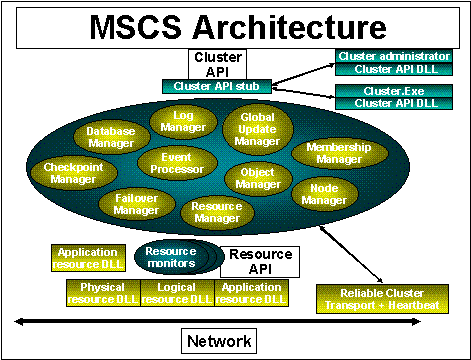 MSCS Architecture
Cluster
API
Cluster API stub
Cluster administrator
Cluster API DLL
Cluster.Exe
Cluster API DLL
Log
Manager
Global
Update
Manager
Database
Manager
Membership
Manager
Event
Processor
Checkpoint
Manager
Object
Manager
Node
Manager
Failover
Manager
Resource
Manager
Application
resource DLL
Resource
monitors
Resource
API
Physical
resource DLL
Logical
resource DLL
Application
resource DLL
Reliable Cluster
Transport + Heartbeat
Network